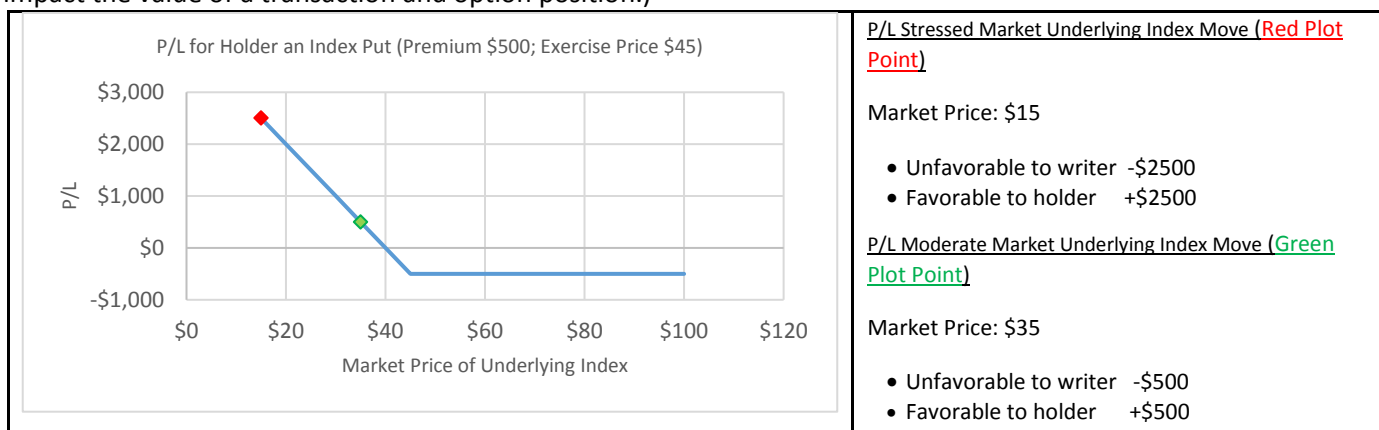 impact the value of a transaction and option position.)
P/L for Holder an Index Put (Premium $500; Exercise Price $45)
$3,000
$2,000
$1,000
$0
-$1,000
P/L
$0 $20 $40 $60 $80 $100 $120
Market Price of Underlying Index
P/L Stressed Market Underlying Index Move (Red Plot
Point)
Market Price: $15
• Unfavorable to writer -$2500
• Favorable to holder +$2500
P/L Moderate Market Underlying Index Move (Green
Plot Point)
Market Price: $35
• Unfavorable to writer -$500
• Favorable to holder +$500